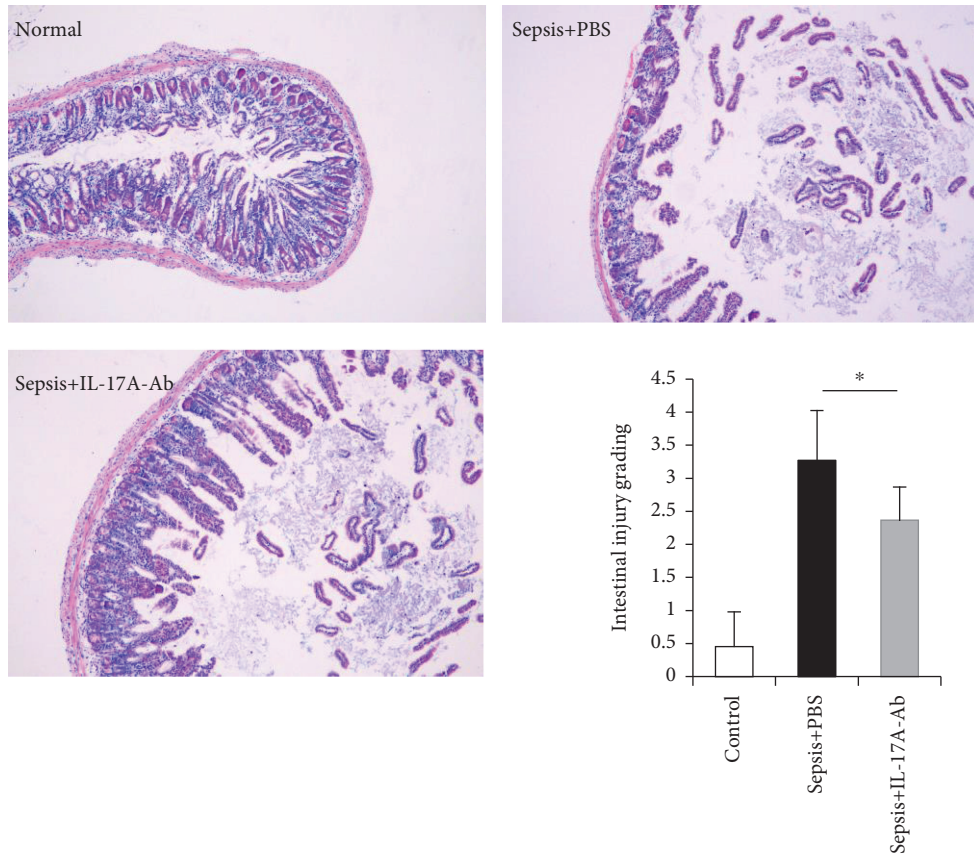 Normal
Sepsis+PBS
Sepsis+IL-17A-Ab
*
4.5
4
3.5
3
2.5
2
1.5
1
0.5
0
Intestinal injury grading
Control
Sepsis+PBS
Sepsis+IL-17A-Ab